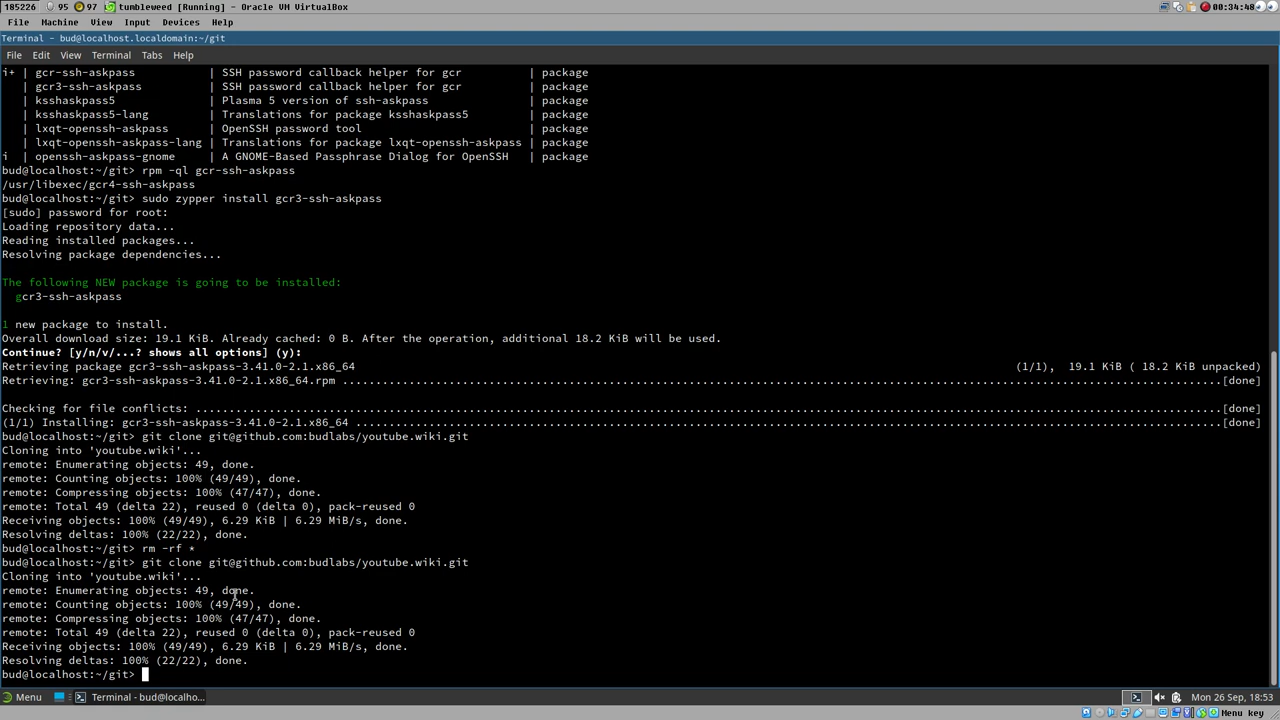 185226 95 97 tumbleweed [Running] - Oracle VM VirtualBox 00:34:48
File Machine View Input Devices Help
Terminal - bud@localhost.localdomain:~/git
File Edit View Terminal Tabs Help
i+ | gcr-ssh-askpass | SSH password callback helper for gcr | package
| gcr3-ssh-askpass | SSH password callback helper for gcr | package
| ksshaskpass5 | Plasma 5 version of ssh-askpass | package
| ksshaskpass5-lang | Translations for package ksshaskpass5 | package
| lxqt-openssh-askpass | OpenSSH password tool | package
| lxqt-openssh-askpass-lang | Translations for package lxqt-openssh-askpass | package
i | openssh-askpass-gnome | A GNOME-Based Passphrase Dialog for OpenSSH | package
bud@localhost:~/git> rpm -ql gcr-ssh-askpass
/usr/libexec/gcr4-ssh-askpass
bud@localhost:~/git> sudo zypper install gcr3-ssh-askpass
[sudo] password for root:
Loading repository data...
Reading installed packages...
Resolving package dependencies...
The following NEW package is going to be installed:
gcr3-ssh-askpass
1 new package to install.
Overall download size: 19.1 KiB. Already cached: 0 B. After the operation, additional 18.2 KiB will be used.
Continue? [y/n/v/...? shows all options] (y):
Retrieving package gcr3-ssh-askpass-3.41.0-2.1.x86_64 (1/1), 19.1 KiB ( 18.2 KiB unpacked)
Retrieving: gcr3-ssh-askpass-3.41.0-2.1.x86_64.rpm ................................................................................................................[done]
Checking for file conflicts: ...................................................................................................................................[done]
(1/1) Installing: gcr3-ssh-askpass-3.41.0-2.1.x86_64 ..............................................................................................................[done]
bud@localhost:~/git> git clone git@github.com:budlabs/youtube.wiki.git
Cloning into 'youtube.wiki'...
remote: Enumerating objects: 49, done.
remote: Counting objects: 100% (49/49), done.
remote: Compressing objects: 100% (47/47), done.
remote: Total 49 (delta 22), reused 0 (delta 0), pack-reused 0
Receiving objects: 100% (49/49), 6.29 KiB | 6.29 MiB/s, done.
Resolving deltas: 100% (22/22), done.
bud@localhost:~/git> rm -rf *
bud@localhost:~/git> git clone git@github.com:budlabs/youtube.wiki.git
Cloning into 'youtube.wiki'...
remote: Enumerating objects: 49, done.
remote: Counting objects: 100% (49/49), done.
remote: Compressing objects: 100% (47/47), done.
remote: Total 49 (delta 22), reused 0 (delta 0), pack-reused 0
Receiving objects: 100% (49/49), 6.29 KiB | 6.29 MiB/s, done.
Resolving deltas: 100% (22/22), done.
bud@localhost:~/git>
Menu Terminal - bud@localho... Mon 26 Sep, 18:53
Menu key